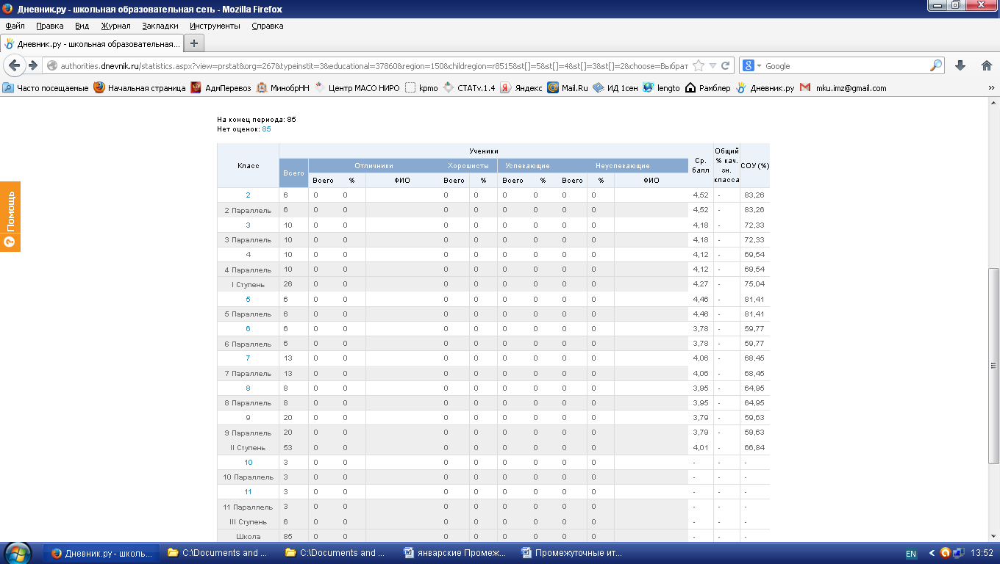 Дневник.ру - школьная образовательная сеть - Mozilla Firefox
Файл Правка Вид Журнал Закладки Инструменты Справка
Дневник.ру - школьная образовательная... +
authorities.dnevnik.ru/statistics.aspx?view=prsst&org=267&typeinstit=3&educational=37860&region=150&childregion=r8515&st[]=5&st[]=4&st[]=3&st[]=2&choose=Выбрат Google
Часто посещаемые Начальная страница АдмПеревоз МинобрНН Центр МАСО НИРО kpmo СТАТv.1.4 Яндекс Mail.Ru ИД 1сен lengto Рамблер Дневник.ру mku.imz@gmail.com »
На конец периода: 85
Нет оценок: 85
Помощь
Класс Ученики Ср. балл Общий % кач. зн. класса СОУ (%)
Всего Отличники Хорошисты Успевающие Неуспевающие
Всего % ФИО Всего % Всего % Всего % ФИО
2 6 0 0 0 0 0 0 0 0 4,52 - 83,26
2 Параллель 6 0 0 0 0 0 0 0 0 4,52 - 83,26
3 10 0 0 0 0 0 0 0 0 4,18 - 72,33
3 Параллель 10 0 0 0 0 0 0 0 0 4,18 - 72,33
4 10 0 0 0 0 0 0 0 0 4,12 - 69,54
4 Параллель 10 0 0 0 0 0 0 0 0 4,12 - 69,54
I Ступень 26 0 0 0 0 0 0 0 0 4,27 - 75,04
5 6 0 0 0 0 0 0 0 0 4,46 - 81,41
5 Параллель 6 0 0 0 0 0 0 0 0 4,46 - 81,41
6 6 0 0 0 0 0 0 0 0 3,78 - 59,77
6 Параллель 6 0 0 0 0 0 0 0 0 3,78 - 59,77
7 13 0 0 0 0 0 0 0 0 4,06 - 68,45
7 Параллель 13 0 0 0 0 0 0 0 0 4,06 - 68,45
8 8 0 0 0 0 0 0 0 0 3,95 - 64,95
8 Параллель 8 0 0 0 0 0 0 0 0 3,95 - 64,95
9 20 0 0 0 0 0 0 0 0 3,79 - 59,63
9 Параллель 20 0 0 0 0 0 0 0 0 3,79 - 59,63
II Ступень 53 0 0 0 0 0 0 0 0 4,01 - 66,84
10 3 0 0 0 0 0 0 0 0 - - -
10 Параллель 3 0 0 0 0 0 0 0 0 - - -
11 3 0 0 0 0 0 0 0 0 - - -
11 Параллель 3 0 0 0 0 0 0 0 0 - - -
III Ступень 6 0 0 0 0 0 0 0 0 - - -
Школа 85 0 0 0 0 0 0 0 0 - - -
Дневник.ру - школь... C:\Documents and ... C:\Documents and ... январские Промеж... Промежуточные ит... EN 13:52